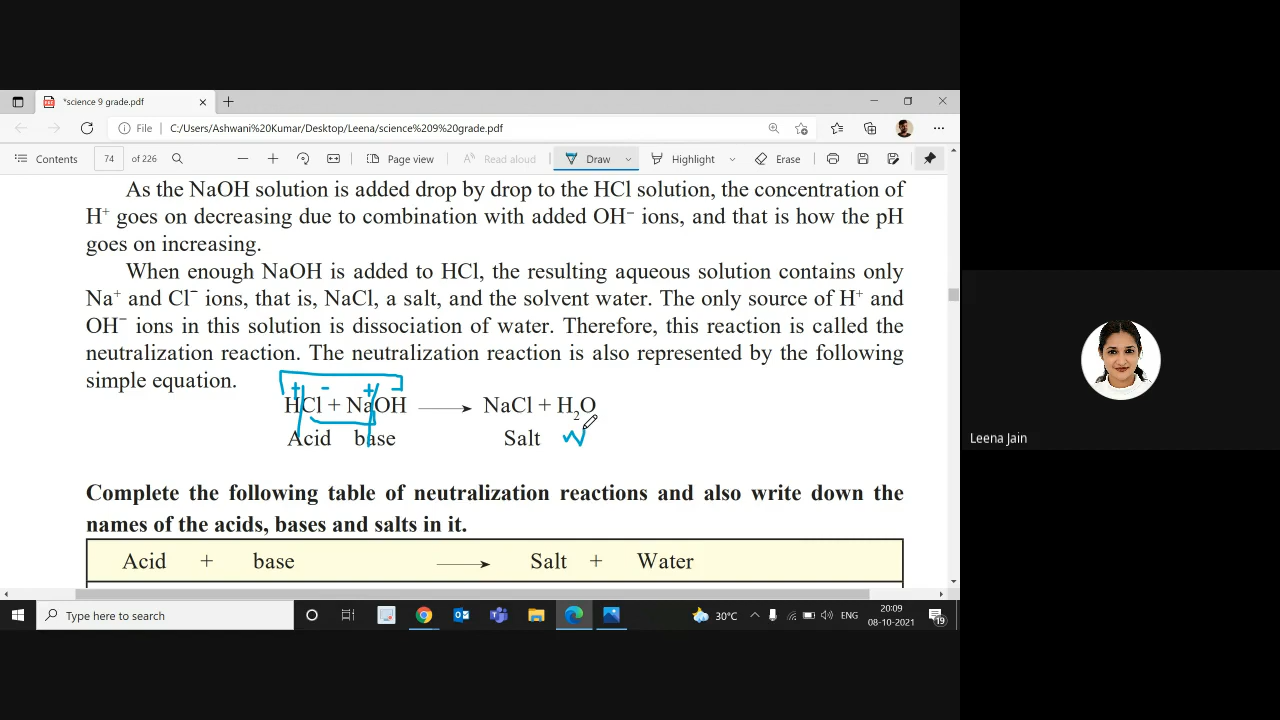 *science 9 grade.pdf
File C:/Users/Ashwani%20Kumar/Desktop/Leena/science%209%20grade.pdf
Contents 74 of 226 Page view Read aloud Draw Highlight Erase
As the NaOH solution is added drop by drop to the HCl solution, the concentration of
H⁺ goes on decreasing due to combination with added OH⁻ ions, and that is how the pH
goes on increasing.
When enough NaOH is added to HCl, the resulting aqueous solution contains only
Na⁺ and Cl⁻ ions, that is, NaCl, a salt, and the solvent water. The only source of H⁺ and
OH⁻ ions in this solution is dissociation of water. Therefore, this reaction is called the
neutralization reaction. The neutralization reaction is also represented by the following
simple equation.
+ - + -
HCl + NaOH → NaCl + H₂O
Acid base Salt W
Leena Jain
Complete the following table of neutralization reactions and also write down the
names of the acids, bases and salts in it.
Acid + base → Salt + Water
Type here to search 30°C ENG 20:09
08-10-2021 19